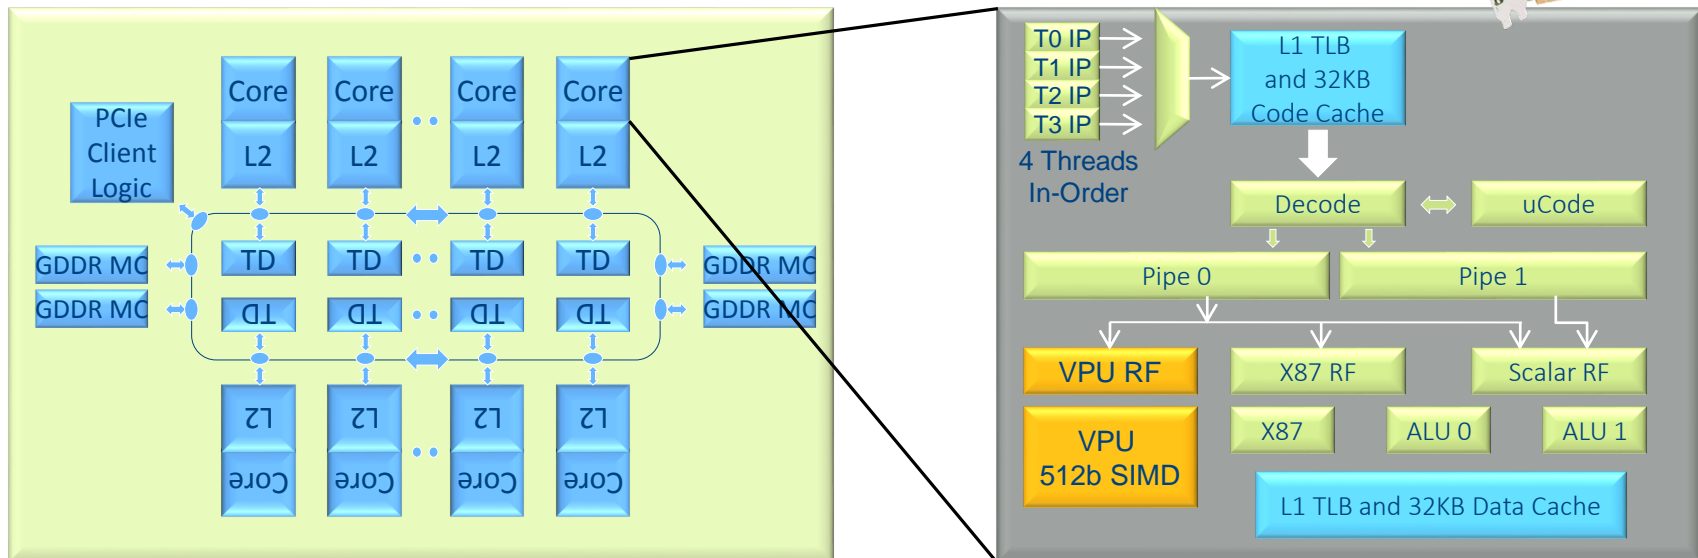 Core Core Core Core
PCIe
Client
Logic
L2 L2 L2 L2
GDDR MC
GDDR MC
TD TD TD TD
TD TD TD TD
GDDR MC
GDDR MC
L2 L2 L2 L2
Core Core Core Core
T0 IP
T1 IP
T2 IP
T3 IP
4 Threads
In-Order
L1 TLB
and 32KB
Code Cache
Decode
uCode
Pipe 0
Pipe 1
VPU RF
X87 RF
Scalar RF
VPU
512b SIMD
X87
ALU 0
ALU 1
L1 TLB and 32KB Data Cache